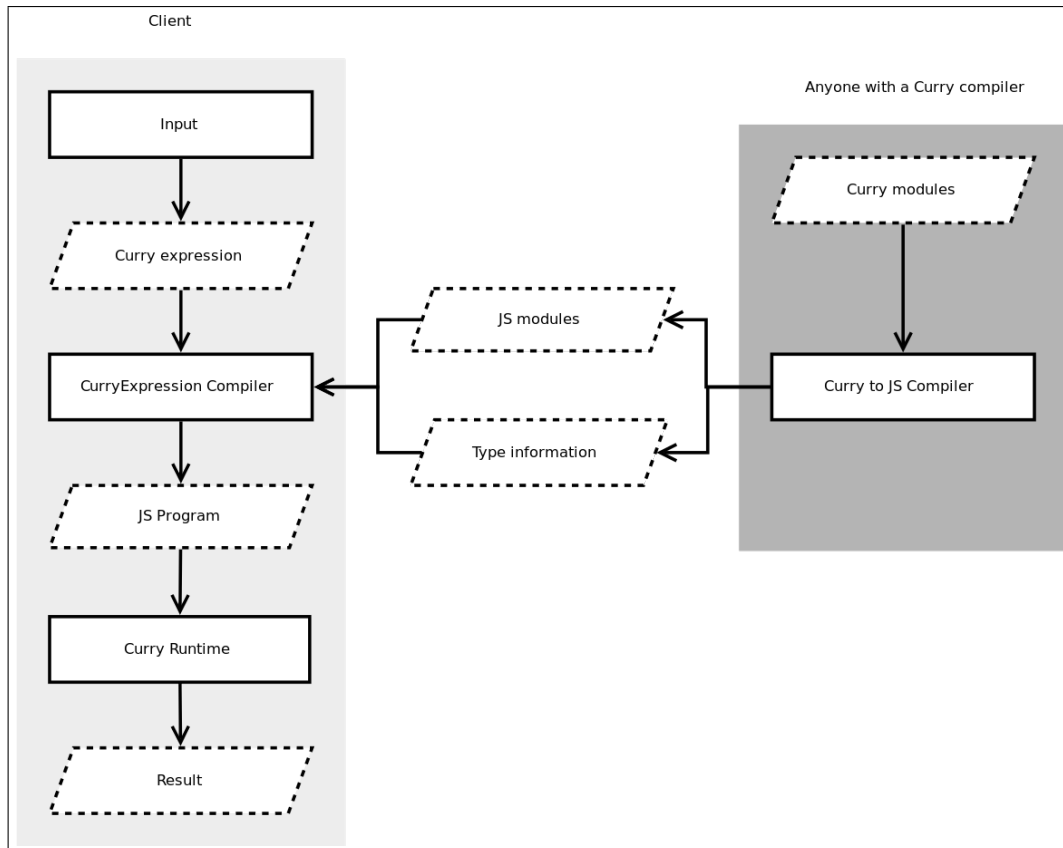 Client
Input
Curry expression
CurryExpression Compiler
JS Program
Curry Runtime
Result
JS modules
Type information
Anyone with a Curry compiler
Curry modules
Curry to JS Compiler